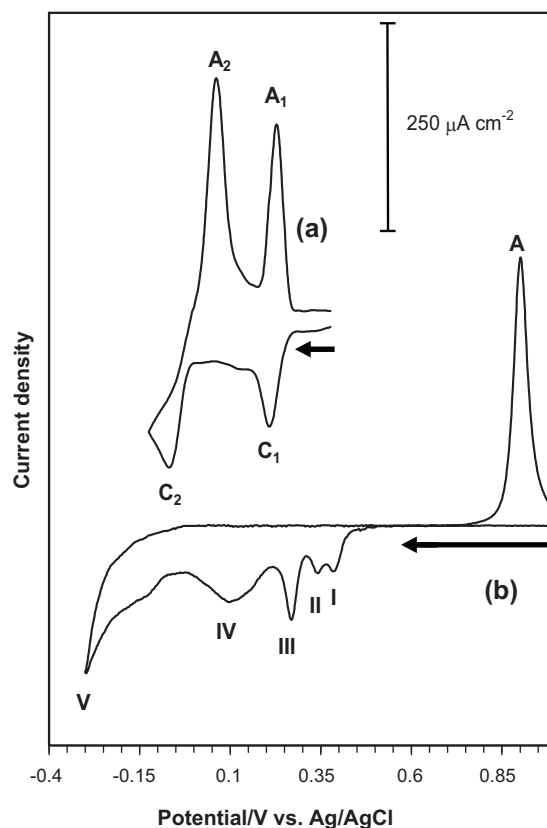 A₂
A₁
250 μA cm⁻²
(a)
A
C₁
C₂
(b)
I
II
III
IV
V
Current density
-0.4 -0.15 0.1 0.35 0.6 0.85
Potential/V vs. Ag/AgCl